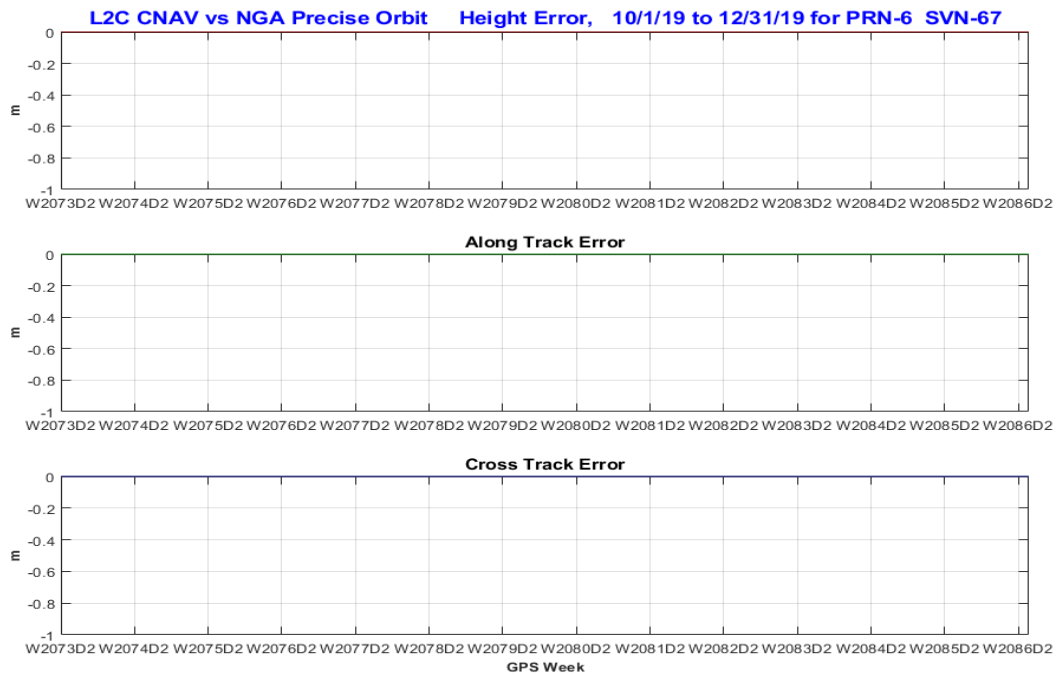 L2C CNAV vs NGA Precise Orbit Height Error, 10/1/19 to 12/31/19 for PRN-6 SVN-67
0
-0.2
-0.4
m
-0.6
-0.8
-1
W2073D2 W2074D2 W2075D2 W2076D2 W2077D2 W2078D2 W2079D2 W2080D2 W2081D2 W2082D2 W2083D2 W2084D2 W2085D2 W2086D2
Along Track Error
0
-0.2
-0.4
m
-0.6
-0.8
-1
W2073D2 W2074D2 W2075D2 W2076D2 W2077D2 W2078D2 W2079D2 W2080D2 W2081D2 W2082D2 W2083D2 W2084D2 W2085D2 W2086D2
Cross Track Error
0
-0.2
-0.4
m
-0.6
-0.8
-1
W2073D2 W2074D2 W2075D2 W2076D2 W2077D2 W2078D2 W2079D2 W2080D2 W2081D2 W2082D2 W2083D2 W2084D2 W2085D2 W2086D2
GPS Week